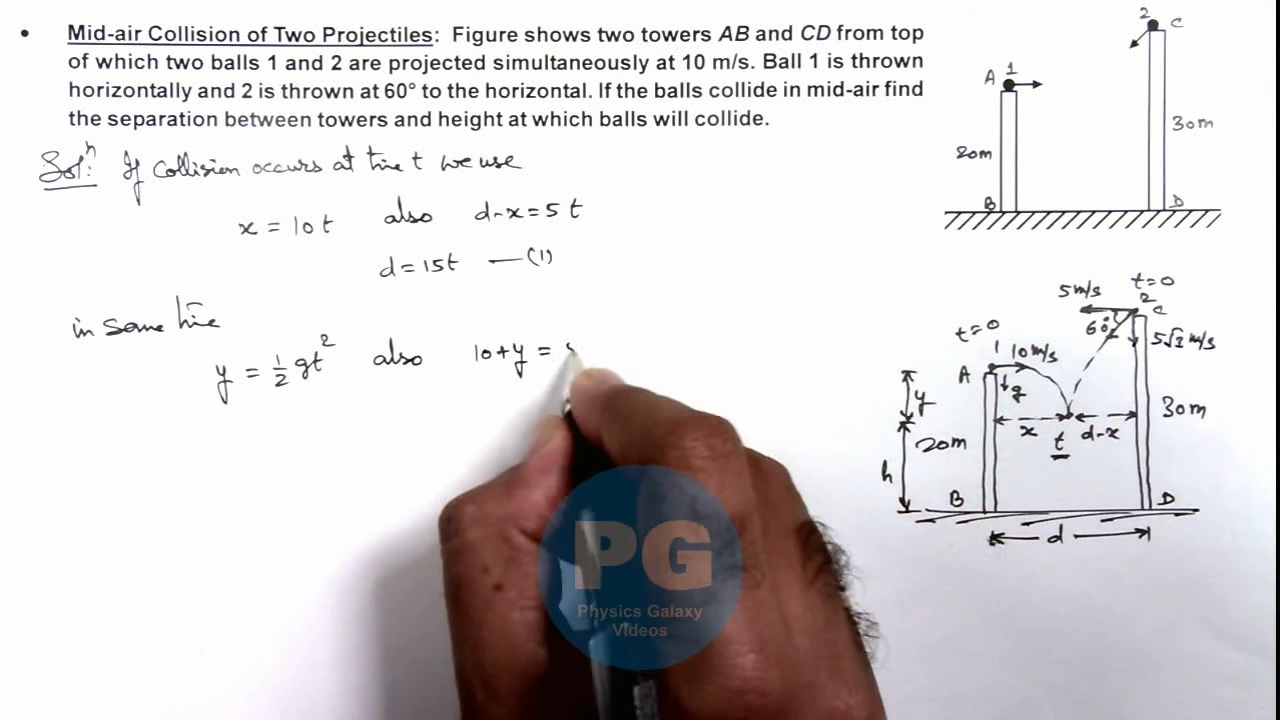 • Mid-air Collision of Two Projectiles: Figure shows two towers AB and CD from top
of which two balls 1 and 2 are projected simultaneously at 10 m/s. Ball 1 is thrown
horizontally and 2 is thrown at 60° to the horizontal. If the balls collide in mid-air find
the separation between towers and height at which balls will collide.
Solⁿ: If collision occurs at time t we use
x = 10t also d-x = 5t
d = 15t —(1)
in same time
y = ½gt² also 10+y =
2 C
A 1
30m
20m
B D
5m/s t=0
2 C
t=0 60°
1 10m/s 5√3 m/s
A g
y
x t d-x 30m
20m
h
B D
d
PG
Physics Galaxy
Videos